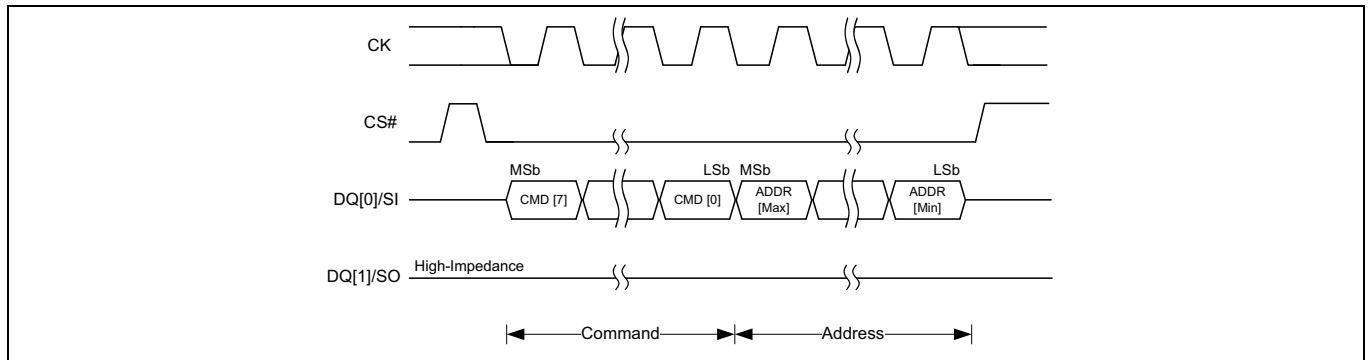 CK
CS#
MSb LSb MSb LSb
DQ[0]/SI CMD [7] CMD [0] ADDR [Max] ADDR [Min]
High-Impedance
DQ[1]/SO
Command Address